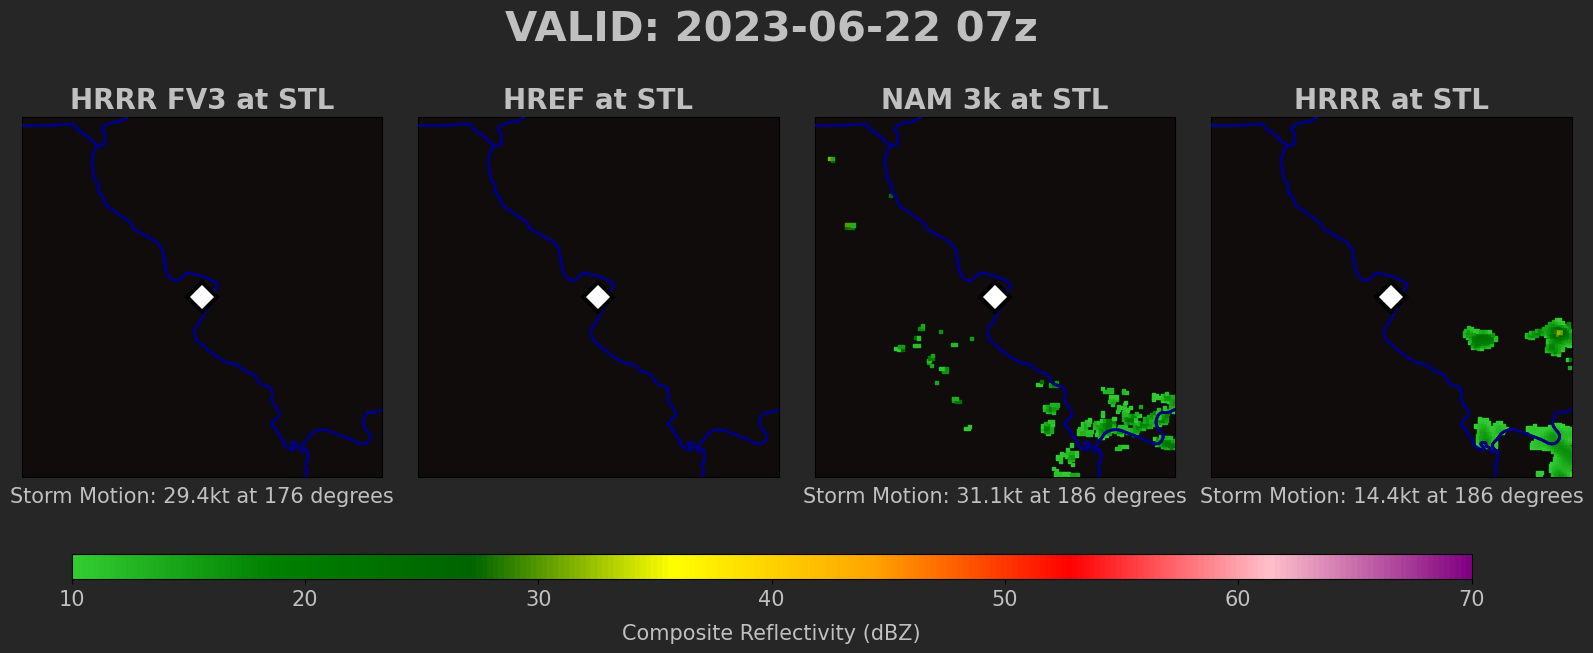 VALID: 2023-06-22 07z
HRRR FV3 at STL
HREF at STL
NAM 3k at STL
HRRR at STL
Storm Motion: 29.4kt at 176 degrees
Storm Motion: 31.1kt at 186 degrees
Storm Motion: 14.4kt at 186 degrees
10 20 30 40 50 60 70
Composite Reflectivity (dBZ)